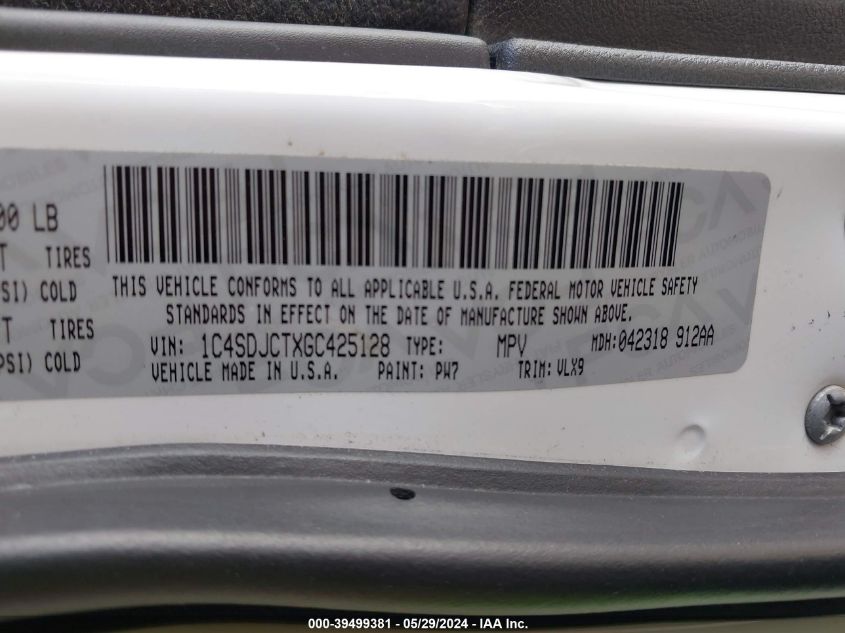 00 LB
T TIRES
SI) COLD
T TIRES
PSI) COLD
THIS VEHICLE CONFORMS TO ALL APPLICABLE U.S.A. FEDERAL MOTOR VEHICLE SAFETY
STANDARDS IN EFFECT ON THE DATE OF MANUFACTURE SHOWN ABOVE.
VIN: 1C4SDJCTXGC425128 TYPE: MPV MDH:042318 912AA
VEHICLE MADE IN U.S.A. PAINT: PW7 TRIM: VLX9
000-39499381 - 05/29/2024 - IAA Inc.